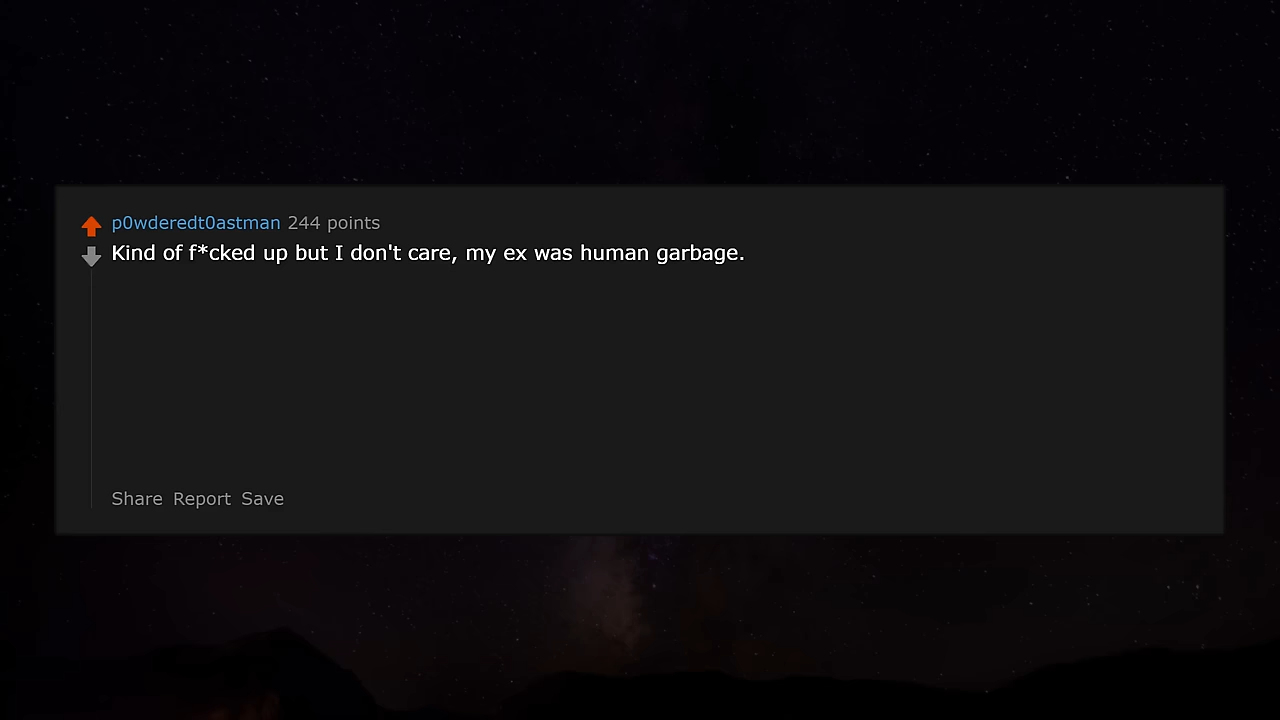 p0wderedt0astman 244 points
Kind of f*cked up but I don't care, my ex was human garbage.
Share Report Save